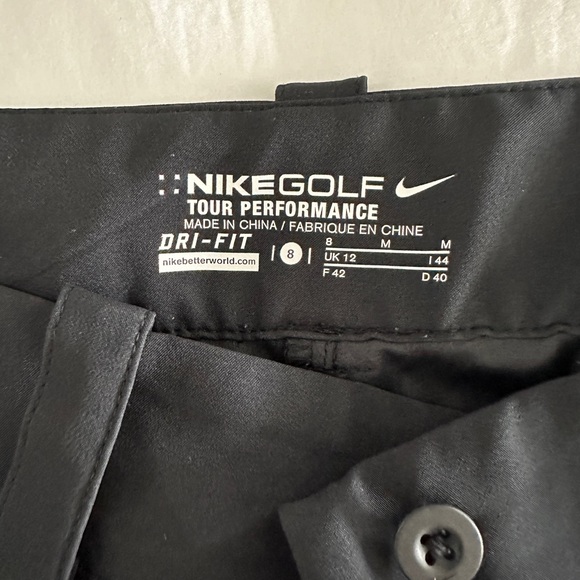 NIKEGOLF
TOUR PERFORMANCE
MADE IN CHINA / FABRIQUE EN CHINE
DRI-FIT
nikebetterworld.com
| 8 |
8 M M
UK 12 I 44
F 42 D 40